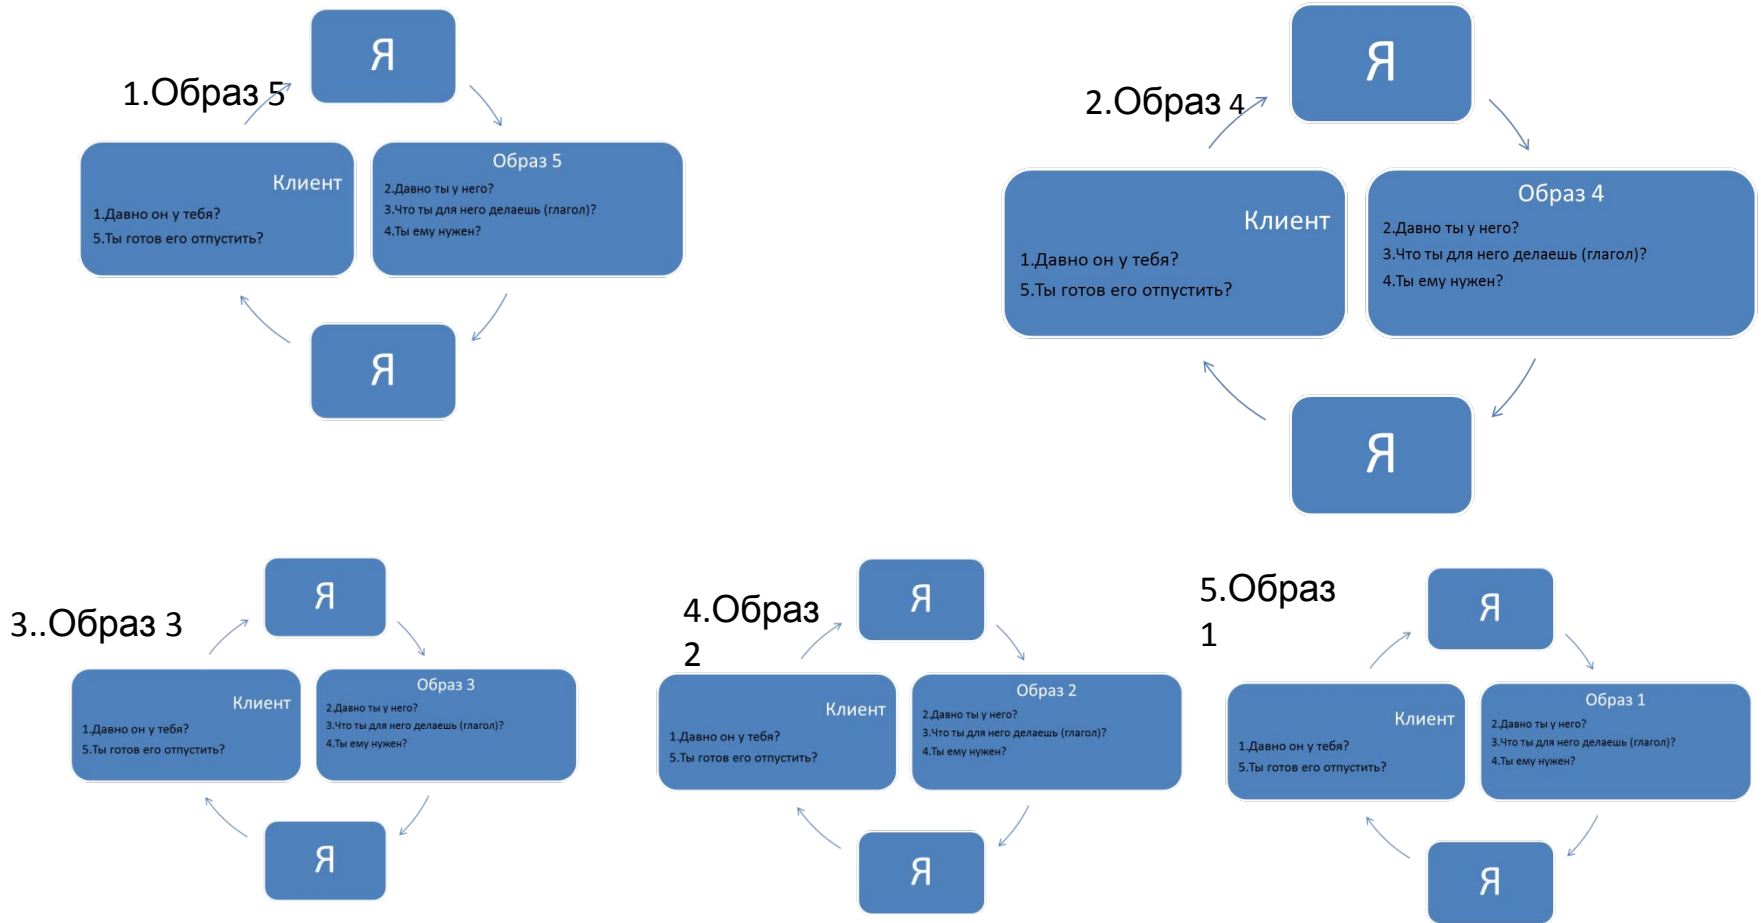 1.Образ 5
Я
Клиент
1.Давно он у тебя?
5.Ты готов его отпустить?
Образ 5
2.Давно ты у него?
3.Что ты для него делаешь (глагол)?
4.Ты ему нужен?
Я
2.Образ 4
Я
Клиент
1.Давно он у тебя?
5.Ты готов его отпустить?
Образ 4
2.Давно ты у него?
3.Что ты для него делаешь (глагол)?
4.Ты ему нужен?
Я
3..Образ 3
Я
Клиент
1.Давно он у тебя?
5.Ты готов его отпустить?
Образ 3
2.Давно ты у него?
3.Что ты для него делаешь (глагол)?
4.Ты ему нужен?
Я
4.Образ
2
Я
Клиент
1.Давно он у тебя?
5.Ты готов его отпустить?
Образ 2
2.Давно ты у него?
3.Что ты для него делаешь (глагол)?
4.Ты ему нужен?
Я
5.Образ
1
Я
Клиент
1.Давно он у тебя?
5.Ты готов его отпустить?
Образ 1
2.Давно ты у него?
3.Что ты для него делаешь (глагол)?
4.Ты ему нужен?
Я